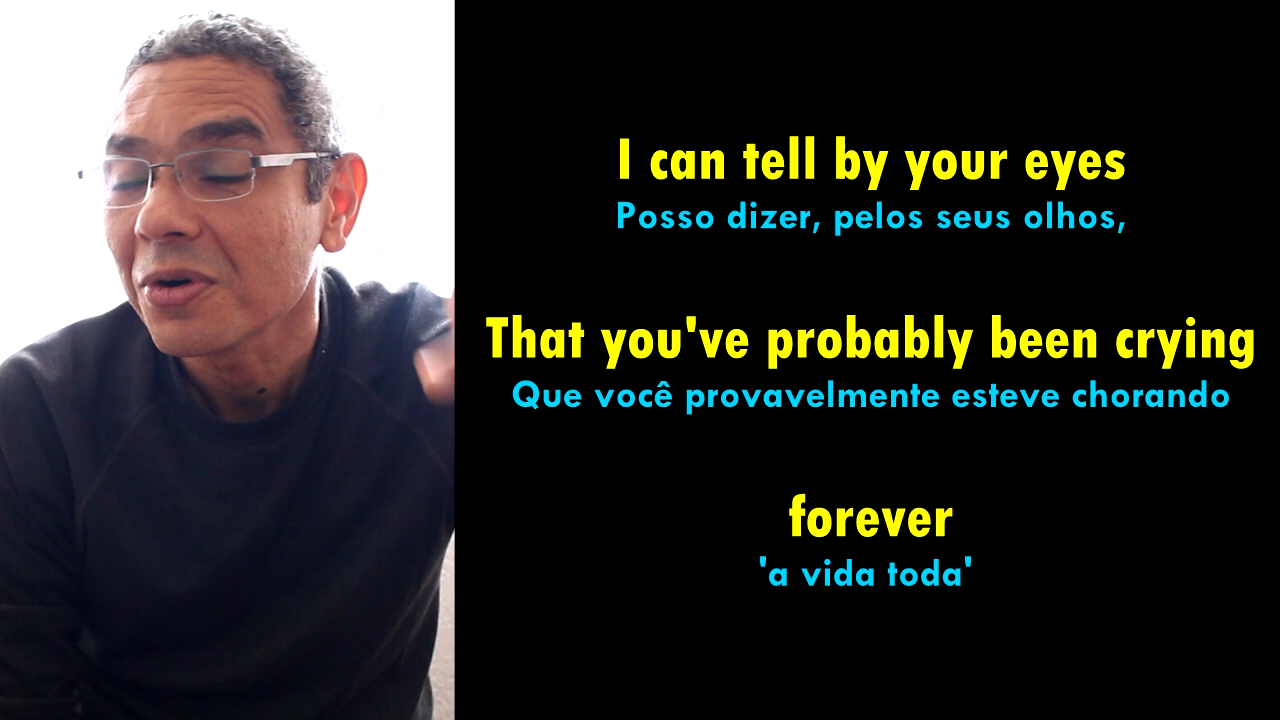 I can tell by your eyes
Posso dizer, pelos seus olhos,
That you've probably been crying
Que você provavelmente esteve chorando
forever
'a vida toda'